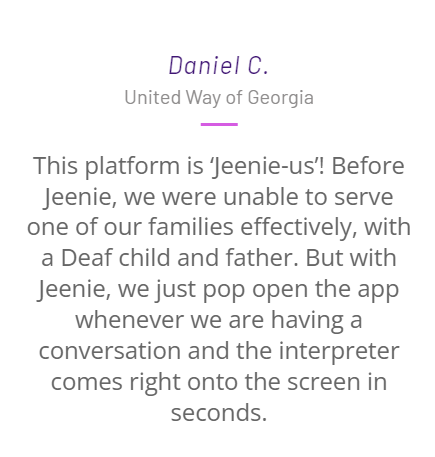 Daniel C.
United Way of Georgia
This platform is ‘Jeenie-us’! Before
Jeenie, we were unable to serve
one of our families effectively, with
a Deaf child and father. But with
Jeenie, we just pop open the app
whenever we are having a
conversation and the interpreter
comes right onto the screen in
seconds.